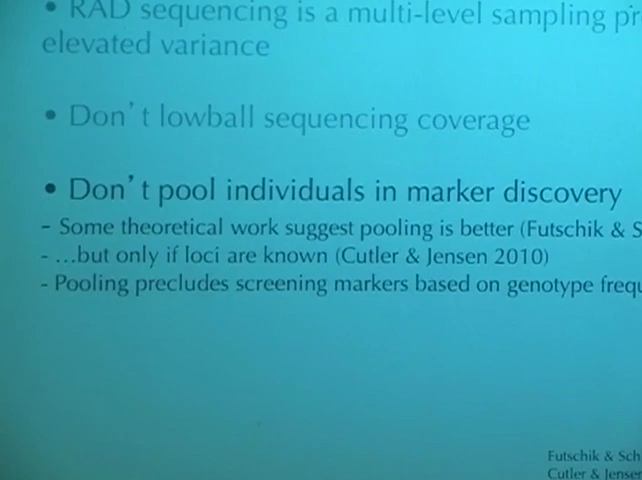 • RAD sequencing is a multi-level sampling
elevated variance
• Don't lowball sequencing coverage
• Don't pool individuals in marker discovery
- Some theoretical work suggest pooling is better (Futschik &
- ...but only if loci are known (Cutler & Jensen 2010)
- Pooling precludes screening markers based on genotype
Futschik &
Cutler &